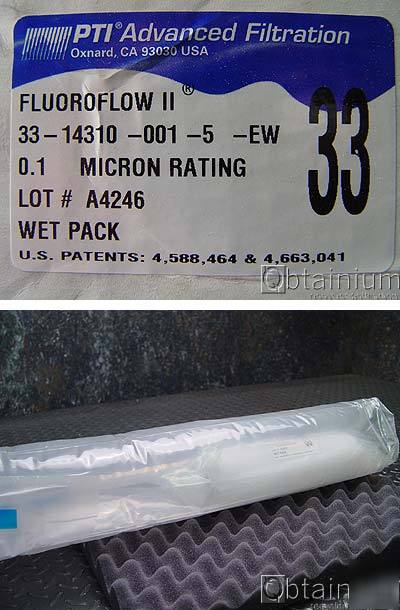 PTI® Advanced Filtration
Oxnard, CA 93030 USA
FLUOROFLOW II®
33-14310 -001 -5 -EW
0.1 MICRON RATING
LOT # A4246
WET PACK
33
U.S. PATENTS: 4,588,464 & 4,663,041
Obtainium
Obtain